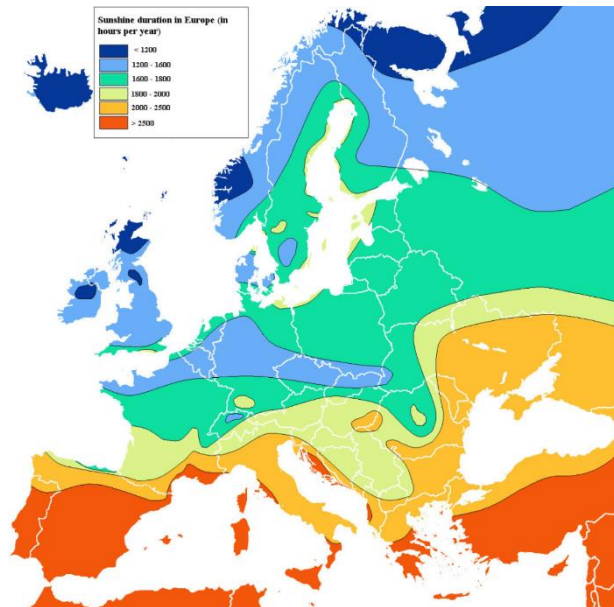 Sunshine duration in Europe (in
hours per year)
< 1200
1200 - 1600
1600 - 1800
1800 - 2000
2000 - 2500
> 2500